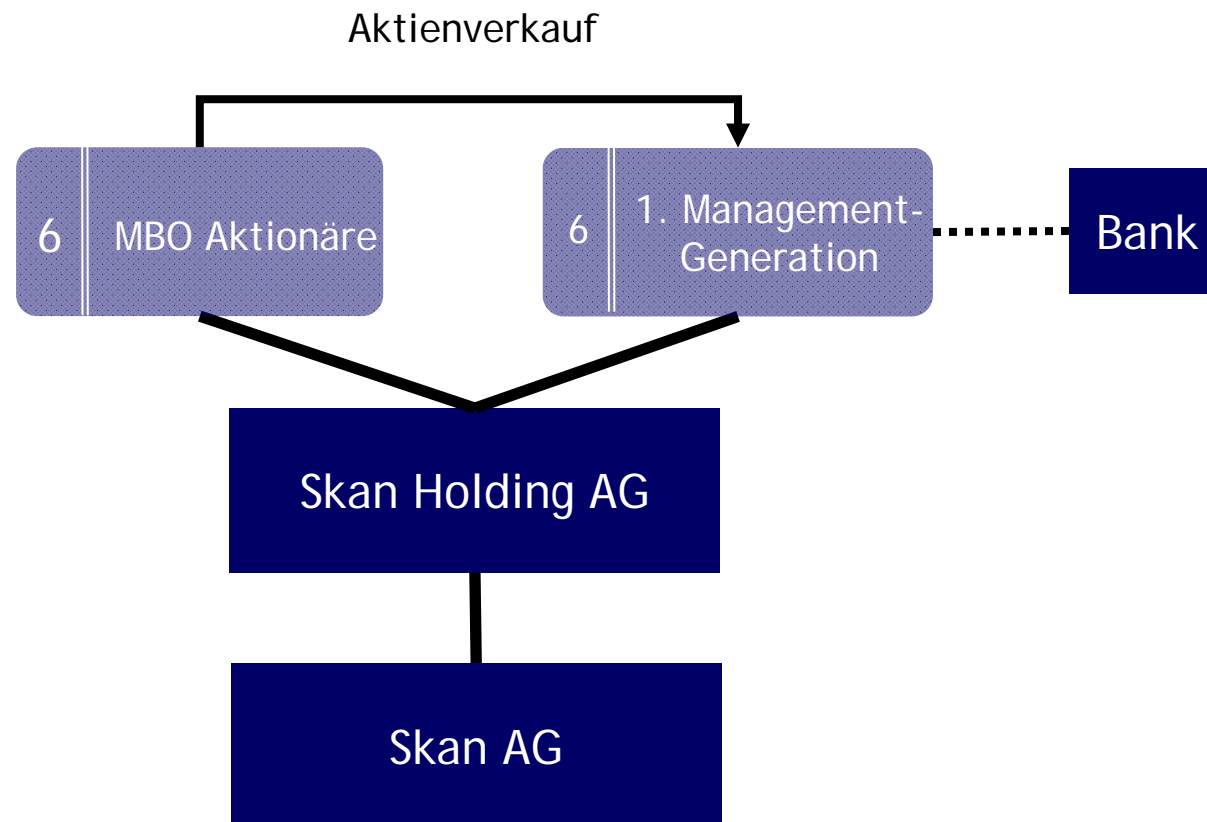 Aktienverkauf
6
MBO Aktionäre
6
1. Management-
Generation
Bank
Skan Holding AG
Skan AG